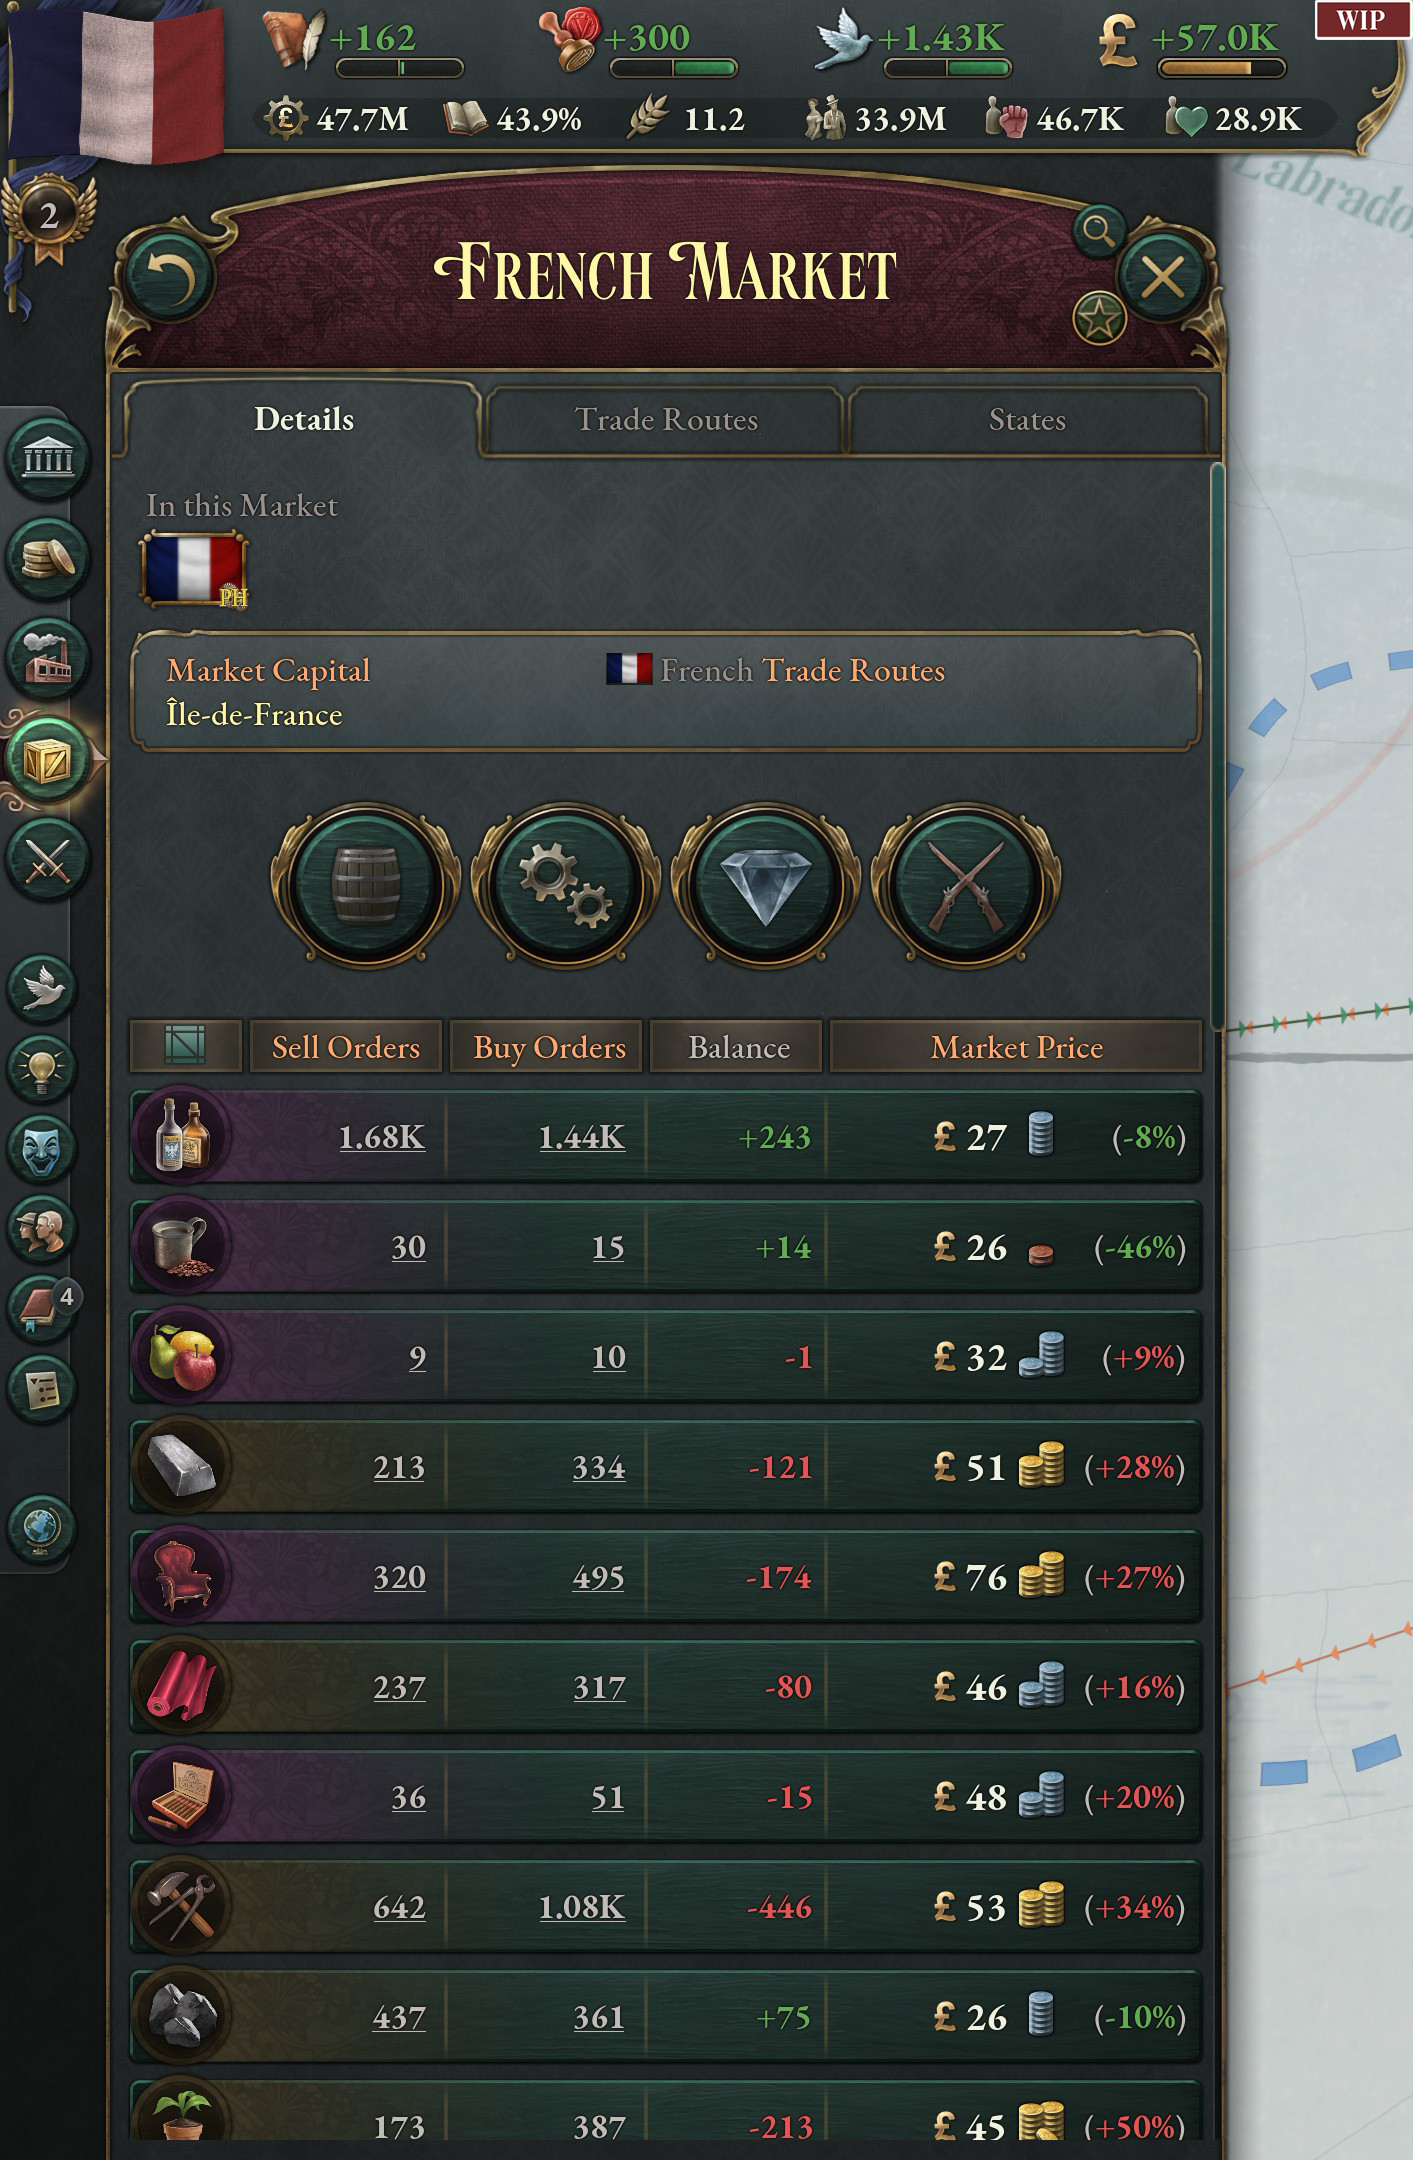 +162
+300
+1.43K
£ +57.0K
WIP
£ 47.7M
43.9%
11.2
33.9M
46.7K
28.9K
Labrado
2
FRENCH MARKET
Details
Trade Routes
States
In this Market
PH
Market Capital
French Trade Routes
Île-de-France
Sell Orders
Buy Orders
Balance
Market Price
1.68K 1.44K +243 £ 27 (-8%)
30 15 +14 £ 26 (-46%)
9 10 -1 £ 32 (+9%)
4
213 334 -121 £ 51 (+28%)
320 495 -174 £ 76 (+27%)
237 317 -80 £ 46 (+16%)
36 51 -15 £ 48 (+20%)
642 1.08K -446 £ 53 (+34%)
437 361 +75 £ 26 (-10%)
173 387 -213 £ 45 (+50%)